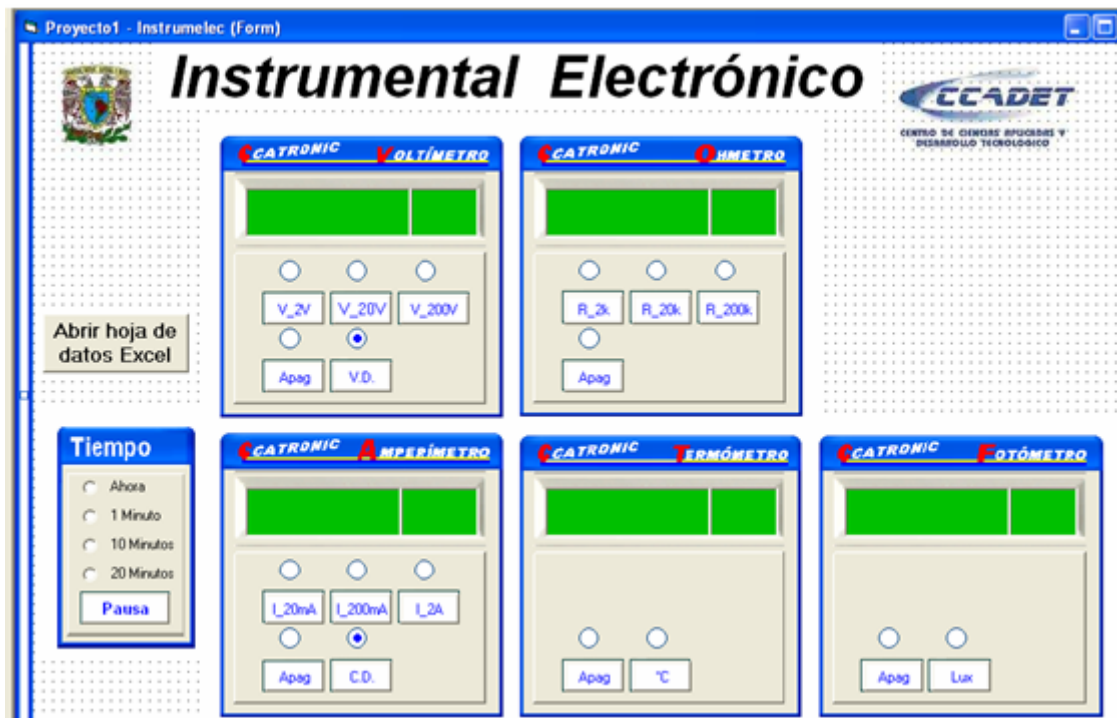 Proyecto1 - Instrumelec (Form)
Instrumental Electrónico
CCADET
CENTRO DE CIENCIAS APLICADAS Y
DESARROLLO TECNOLOGICO
CCATRONIC VOLTÍMETRO
V_2V V_20V V_200V
Apag V.D.
CCATRONIC OHMETRO
R_2k R_20k R_200k
Apag
Abrir hoja de
datos Excel
Tiempo
Ahora
1 Minuto
10 Minutos
20 Minutos
Pausa
CCATRONIC AMPERÍMETRO
I_20mA I_200mA I_2A
Apag C.D.
CCATRONIC TERMÓMETRO
Apag °C
CCATRONIC FOTÓMETRO
Apag Lux